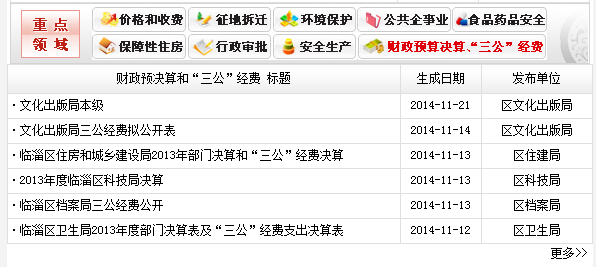 重点
领域
价格和收费 征地拆迁 环境保护 公共企事业 食品药品安全
保障性住房 行政审批 安全生产 财政预算决算、“三公”经费
财政预决算和“三公”经费 标题 生成日期 发布单位
· 文化出版局本级 2014-11-21 区文化出版局
· 文化出版局三公经费拟公开表 2014-11-14 区文化出版局
· 临淄区住房和城乡建设局2013年部门决算和“三公”经费决算 2014-11-13 区住建局
· 2013年度临淄区科技局决算 2014-11-13 区科技局
· 临淄区档案局三公经费公开 2014-11-13 区档案局
· 临淄区卫生局2013年度部门决算表及“三公”经费支出决算表 2014-11-12 区卫生局
更多>>